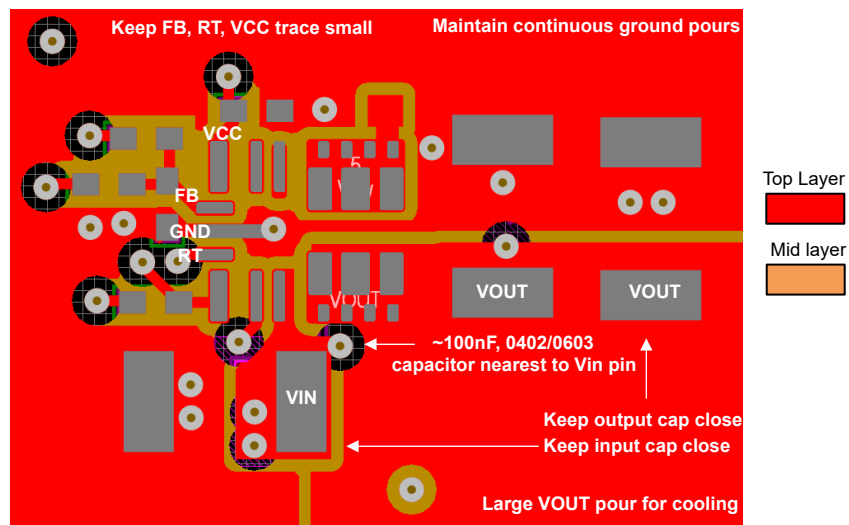 Keep FB, RT, VCC trace small
Maintain continuous ground pours
VCC
5
FB
GND
RT
VOUT
VOUT
VOUT
~100nF, 0402/0603
capacitor nearest to Vin pin
VIN
Keep output cap close
Keep input cap close
Large VOUT pour for cooling
Top Layer
Mid layer